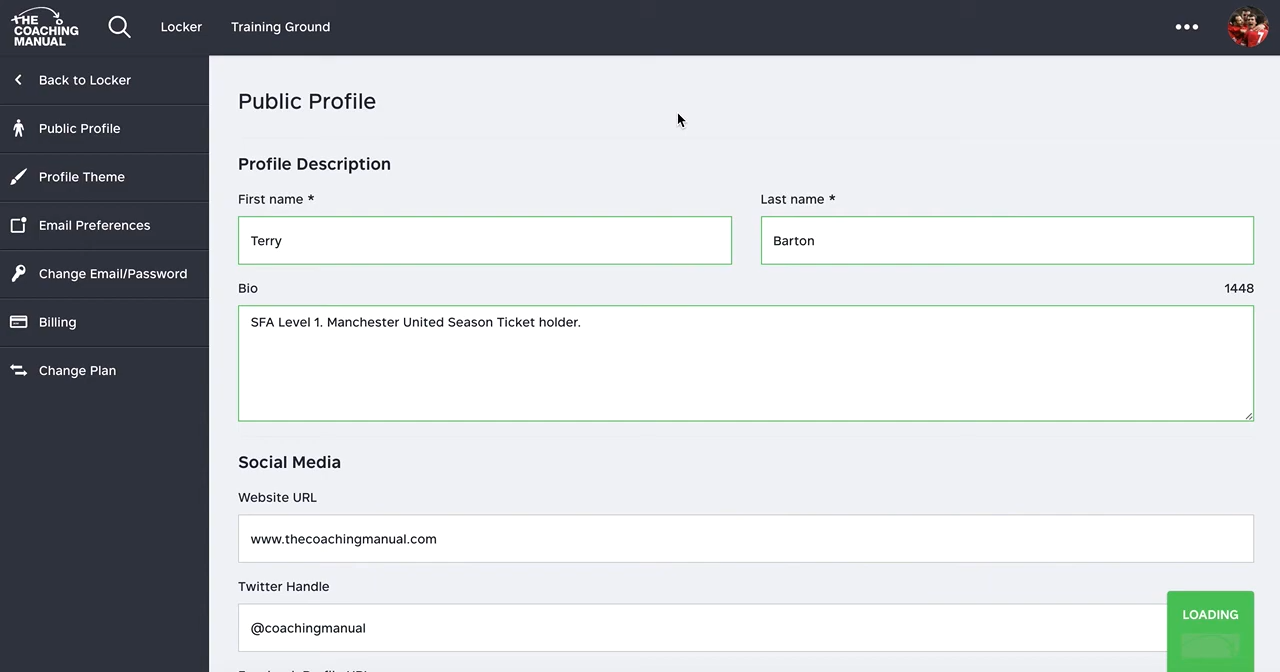 THE
COACHING
MANUAL
Locker
Training Ground
7
Back to Locker
Public Profile
Profile Theme
Email Preferences
Change Email/Password
Billing
Change Plan
Public Profile
Profile Description
First name *
Last name *
Terry
Barton
Bio
1448
SFA Level 1. Manchester United Season Ticket holder.
Social Media
Website URL
www.thecoachingmanual.com
Twitter Handle
@coachingmanual
LOADING